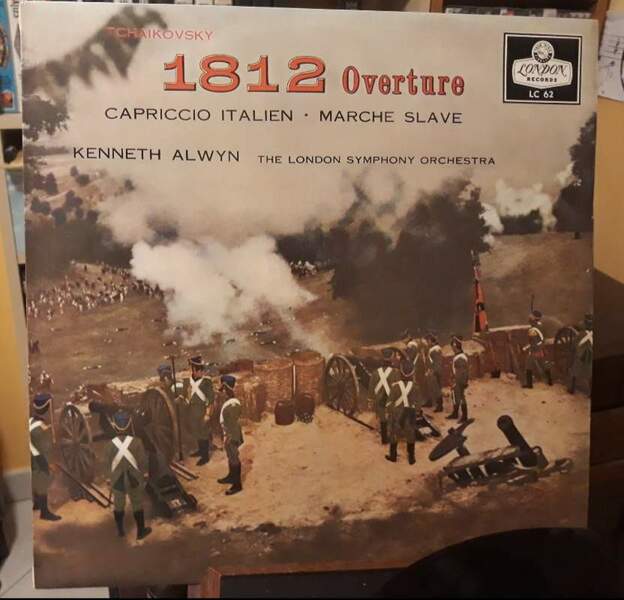 TCHAIKOVSKY
1812 Overture
CAPRICCIO ITALIEN · MARCHE SLAVE
KENNETH ALWYN THE LONDON SYMPHONY ORCHESTRA
LONDON
RECORDS
LC 62